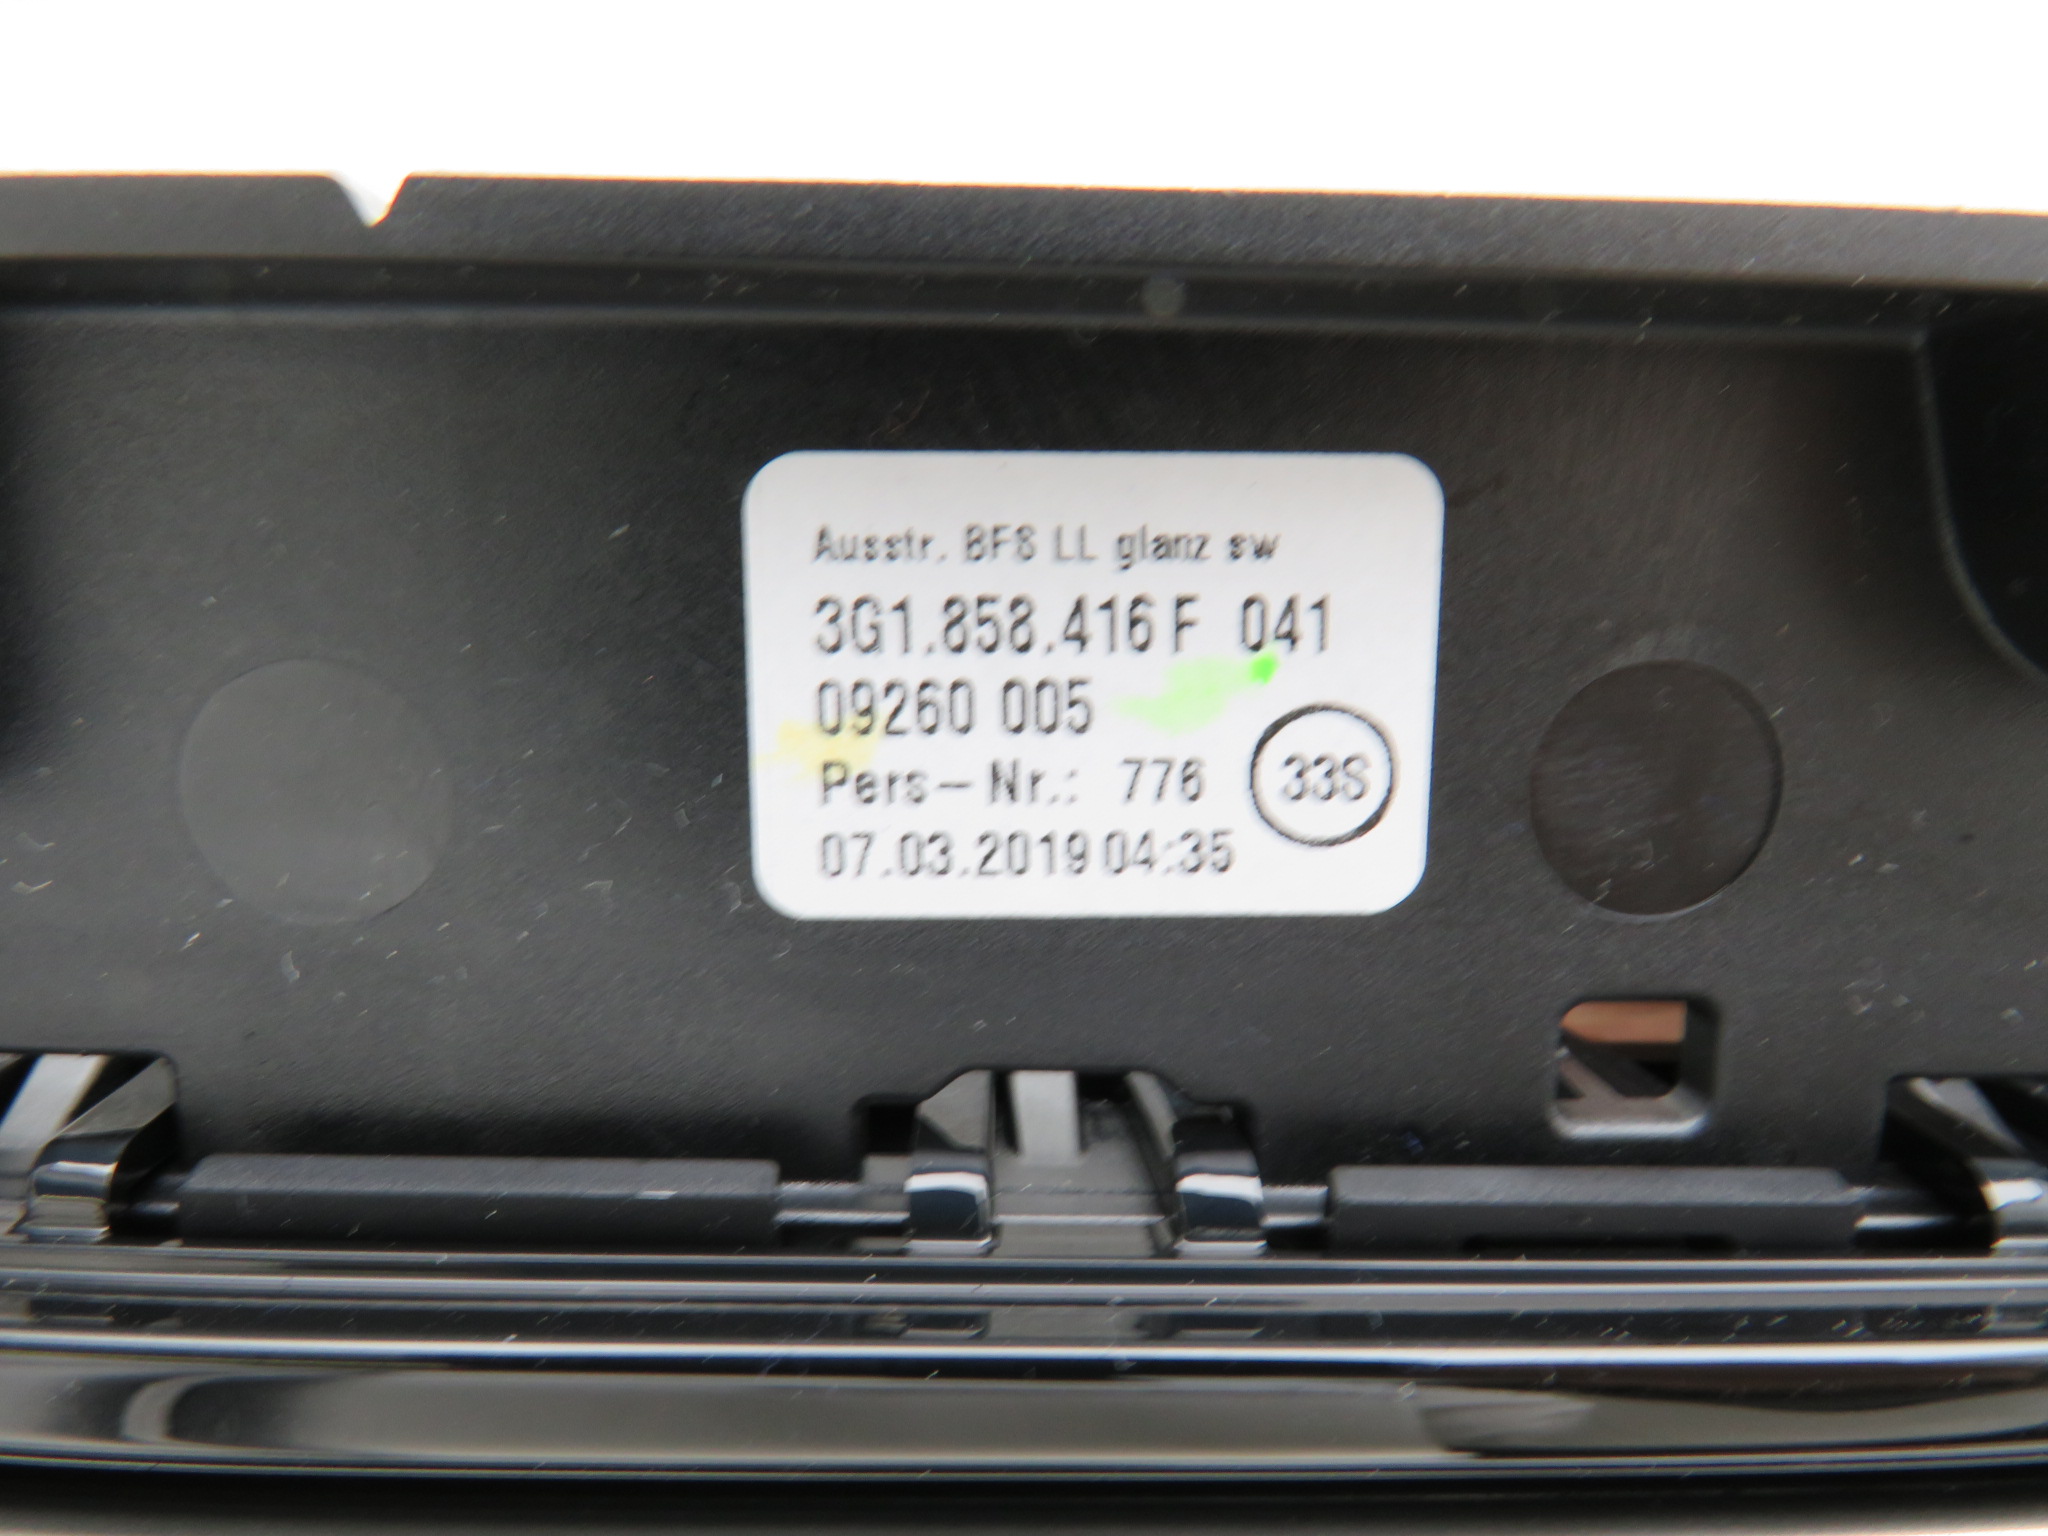 Ausstr. BFS LL glanz sw
3G1.858.416 F 041
09260 005
Pers-Nr.: 776
33S
07.03.2019 04:35